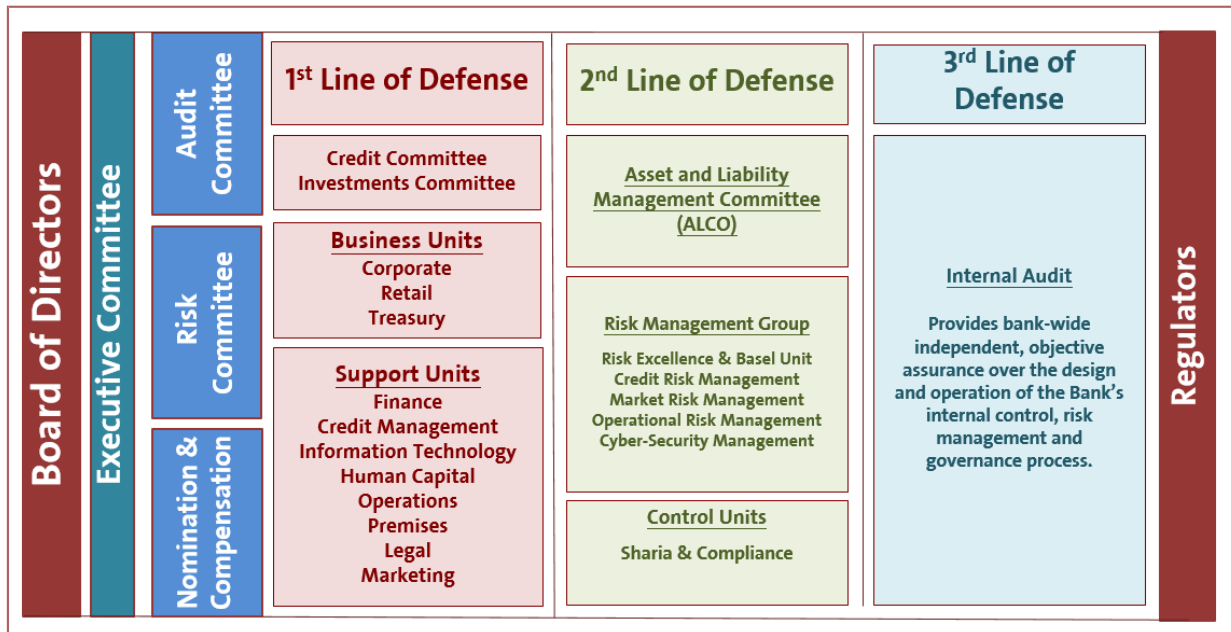 Board of Directors
Executive Committee
Audit
Committee
Risk
Committee
Nomination &
Compensation
1st Line of Defense
Credit Committee
Investments Committee
Business Units
Corporate
Retail
Treasury
Support Units
Finance
Credit Management
Information Technology
Human Capital
Operations
Premises
Legal
Marketing
2nd Line of Defense
Asset and Liability
Management Committee
(ALCO)
Risk Management Group
Risk Excellence & Basel Unit
Credit Risk Management
Market Risk Management
Operational Risk Management
Cyber-Security Management
Control Units
Sharia & Compliance
3rd Line of
Defense
Internal Audit
Provides bank-wide
independent, objective
assurance over the design
and operation of the Bank's
internal control, risk
management and
governance process.
Regulators